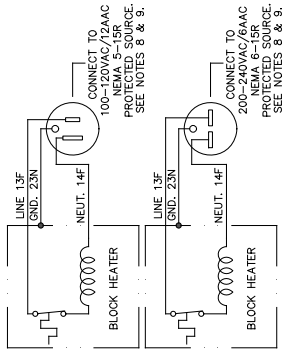 CONNECT TO
100-120VAC/12AAC
NEMA 5-15R
PROTECTED SOURCE.
SEE NOTES 8 & 9.
LINE 13F
GND. 23N
NEUT. 14F
BLOCK HEATER
CONNECT TO
200-240VAC/6AAC
NEMA 6-15R
PROTECTED SOURCE.
SEE NOTES 8 & 9.
LINE 13F
GND. 23N
NEUT. 14F
BLOCK HEATER